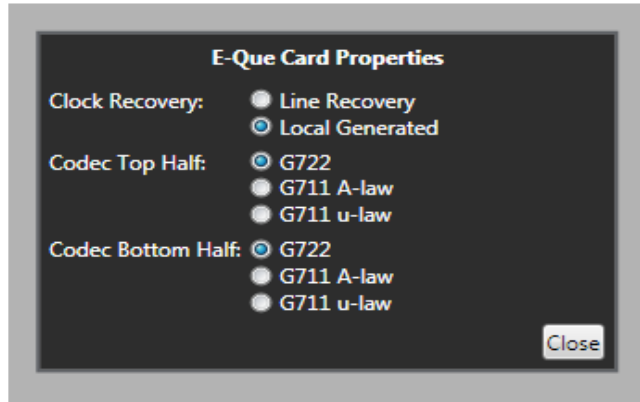 E-Que Card Properties
Clock Recovery: Line Recovery
Local Generated
Codec Top Half: G722
G711 A-law
G711 u-law
Codec Bottom Half: G722
G711 A-law
G711 u-law
Close